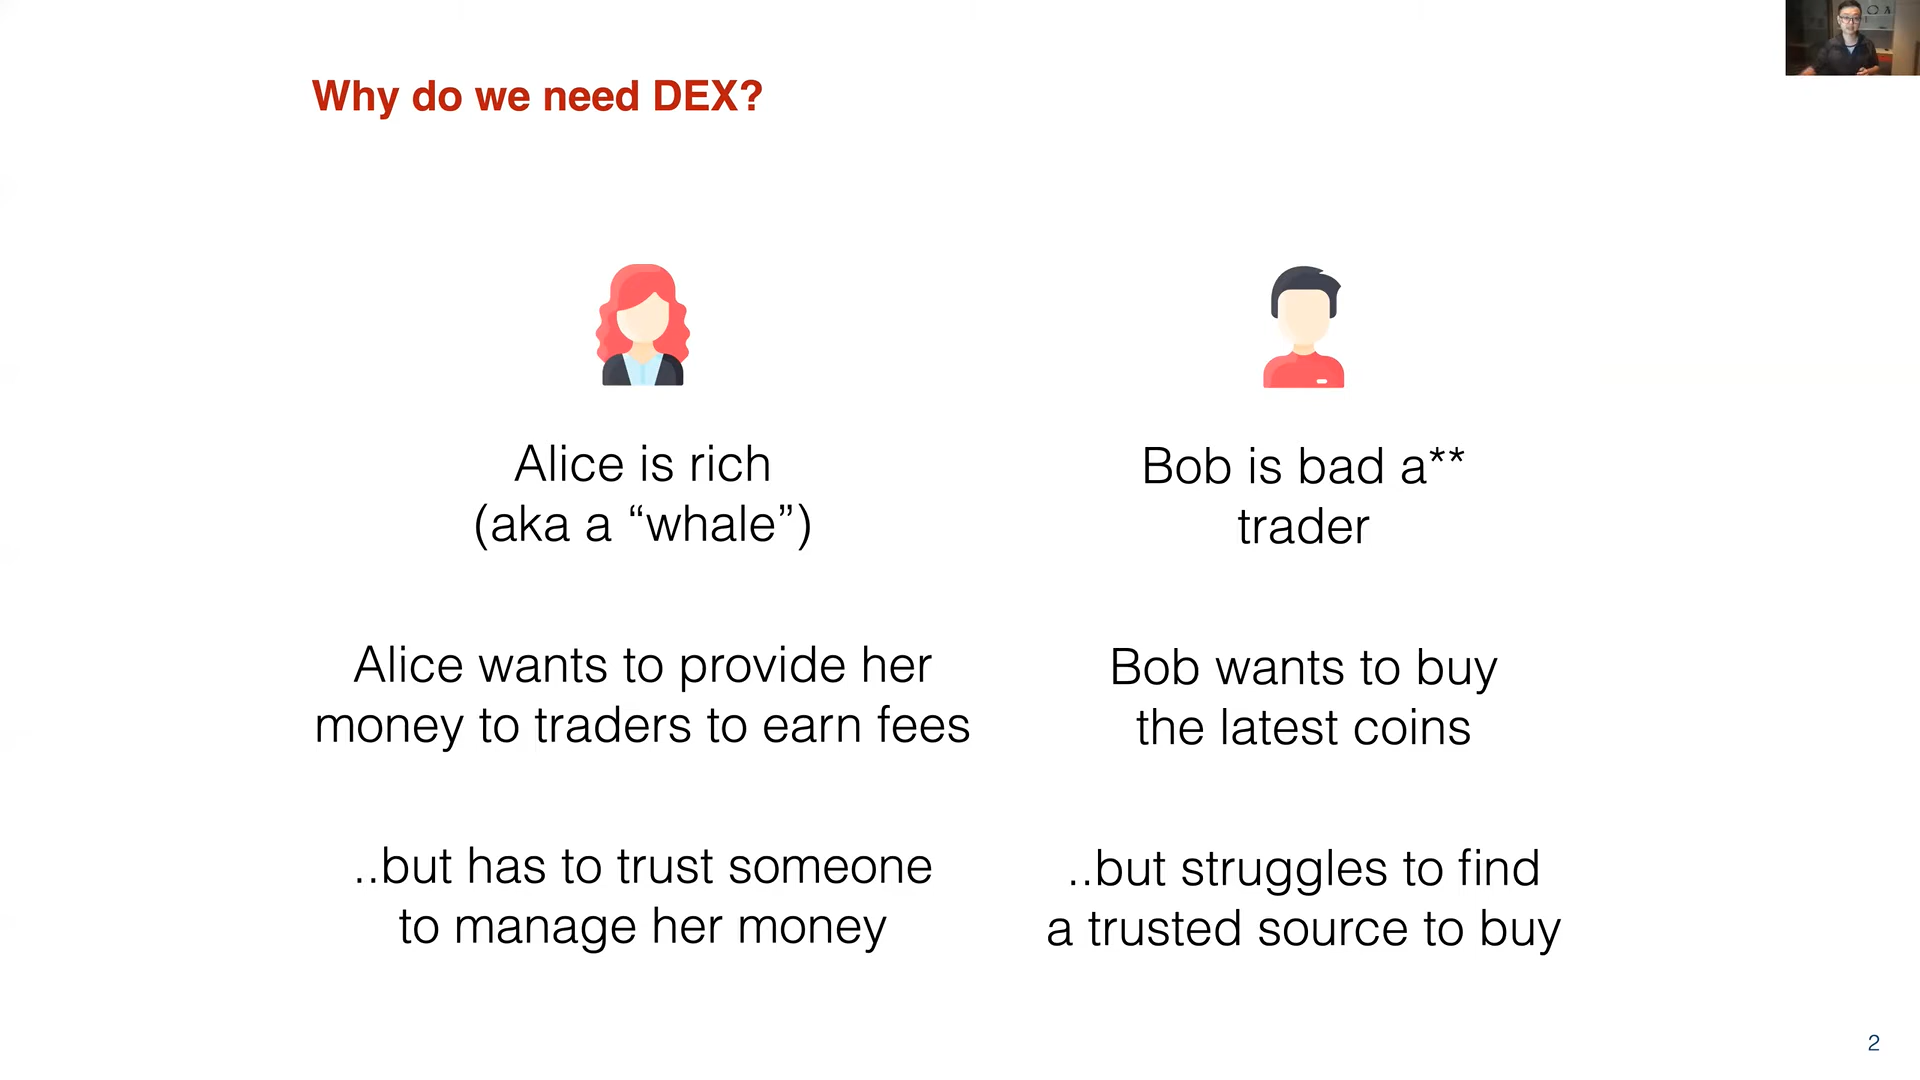 Why do we need DEX?
Alice is rich
(aka a “whale”)
Alice wants to provide her
money to traders to earn fees
..but has to trust someone
to manage her money
Bob is bad a**
trader
Bob wants to buy
the latest coins
..but struggles to find
a trusted source to buy
2